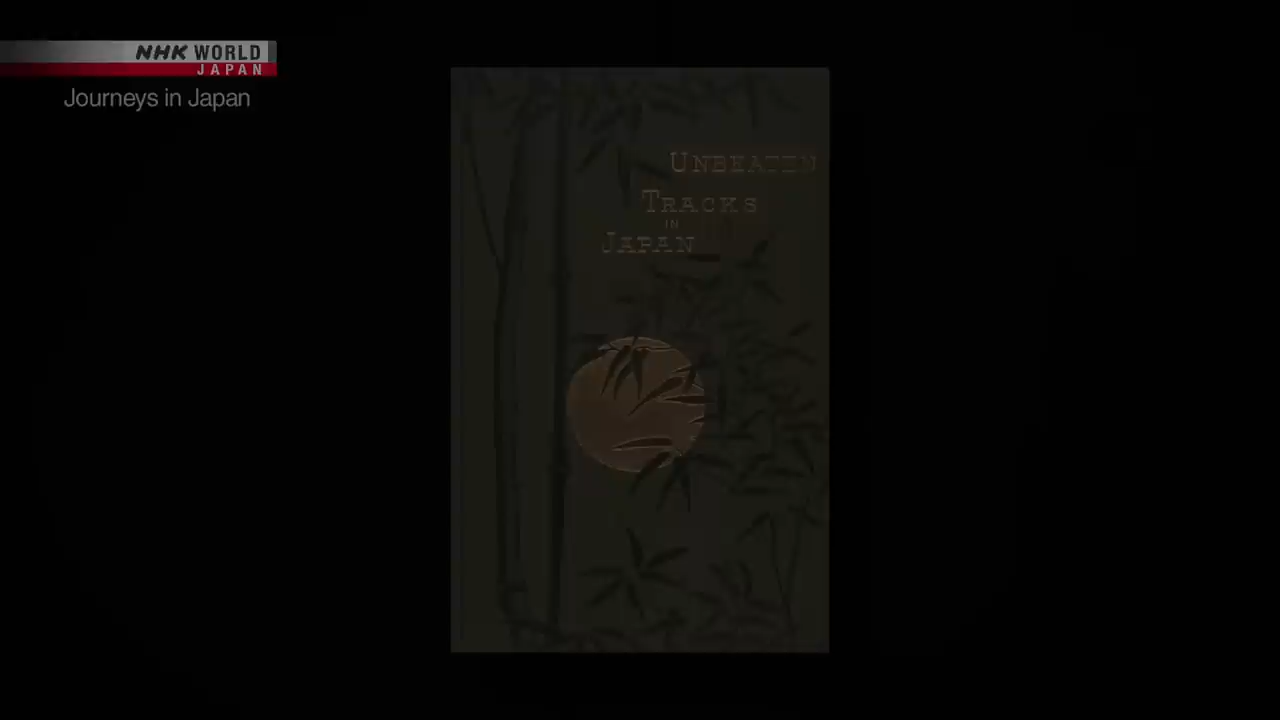 NHK WORLD
JAPAN
Journeys in Japan
UNBEATEN
TRACKS
IN
JAPAN